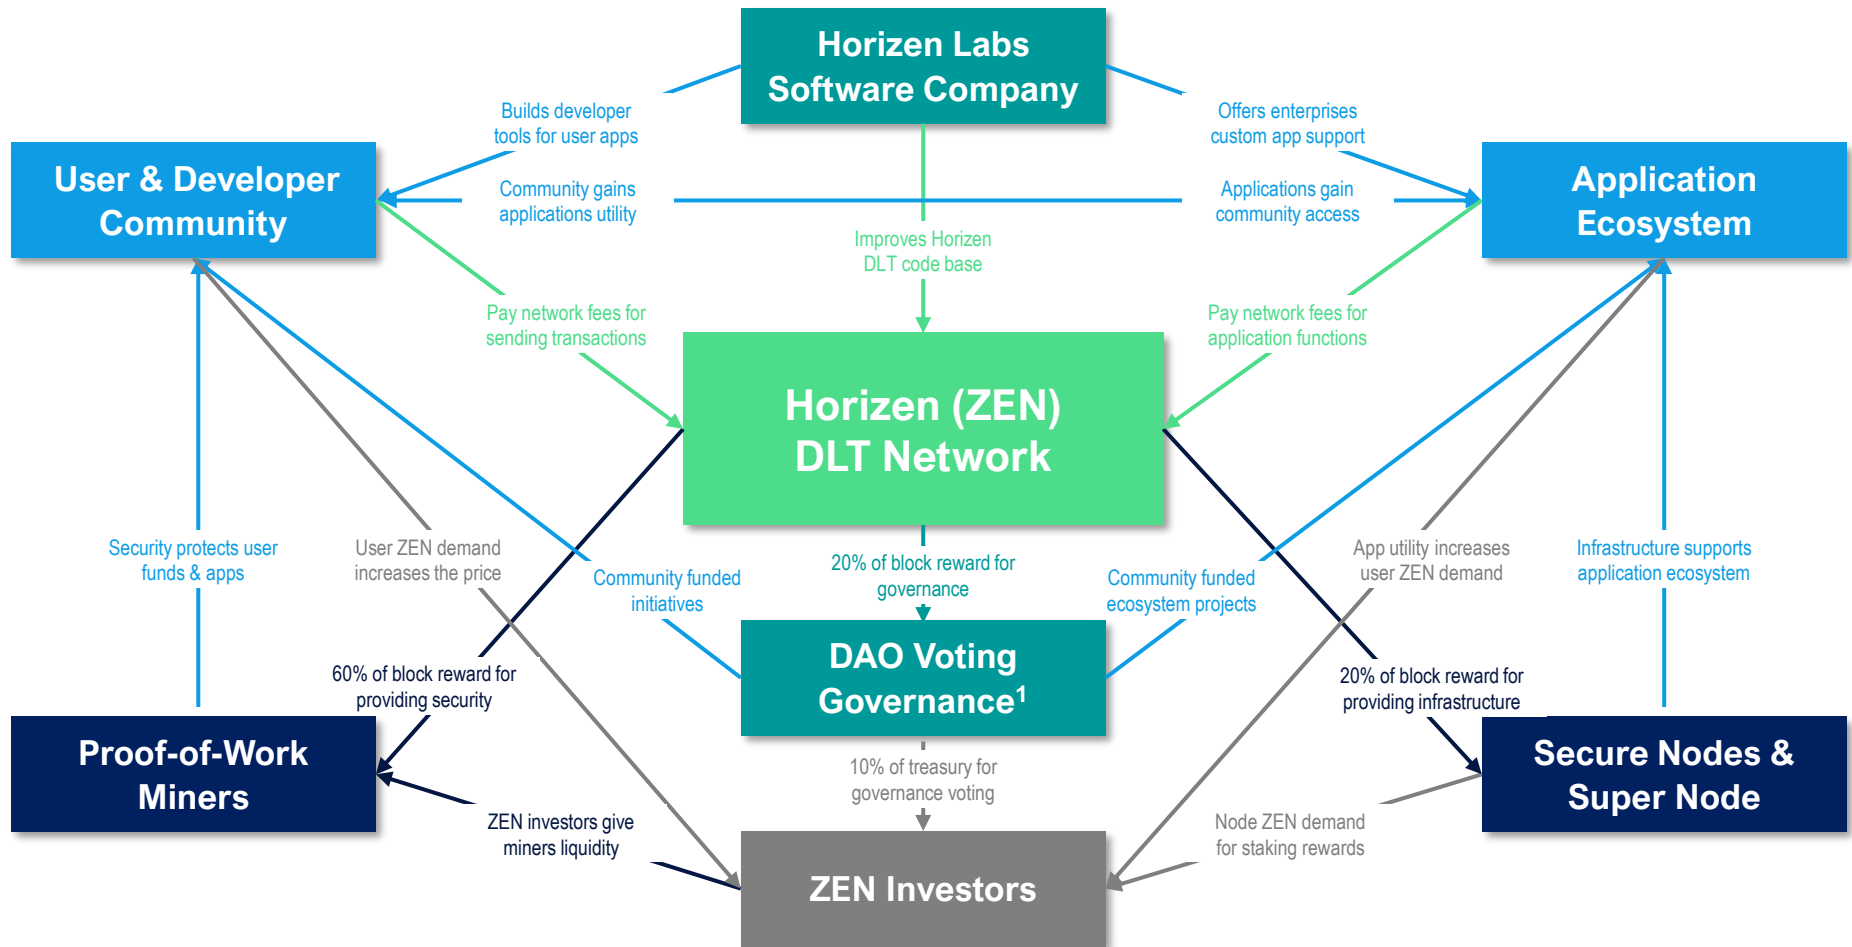 Horizen Labs
Software Company
Builds developer
tools for user apps
Offers enterprises
custom app support
User & Developer
Community
Application
Ecosystem
Community gains
applications utility
Applications gain
community access
Improves Horizen
DLT code base
Pay network fees for
sending transactions
Pay network fees for
application functions
Horizen (ZEN)
DLT Network
Security protects user
funds & apps
User ZEN demand
increases the price
20% of block reward for
governance
App utility increases
user ZEN demand
Infrastructure supports
application ecosystem
Community funded
initiatives
Community funded
ecosystem projects
DAO Voting
Governance¹
60% of block reward for
providing security
20% of block reward for
providing infrastructure
Proof-of-Work
Miners
10% of treasury for
governance voting
Secure Nodes &
Super Node
ZEN investors give
miners liquidity
Node ZEN demand
for staking rewards
ZEN Investors